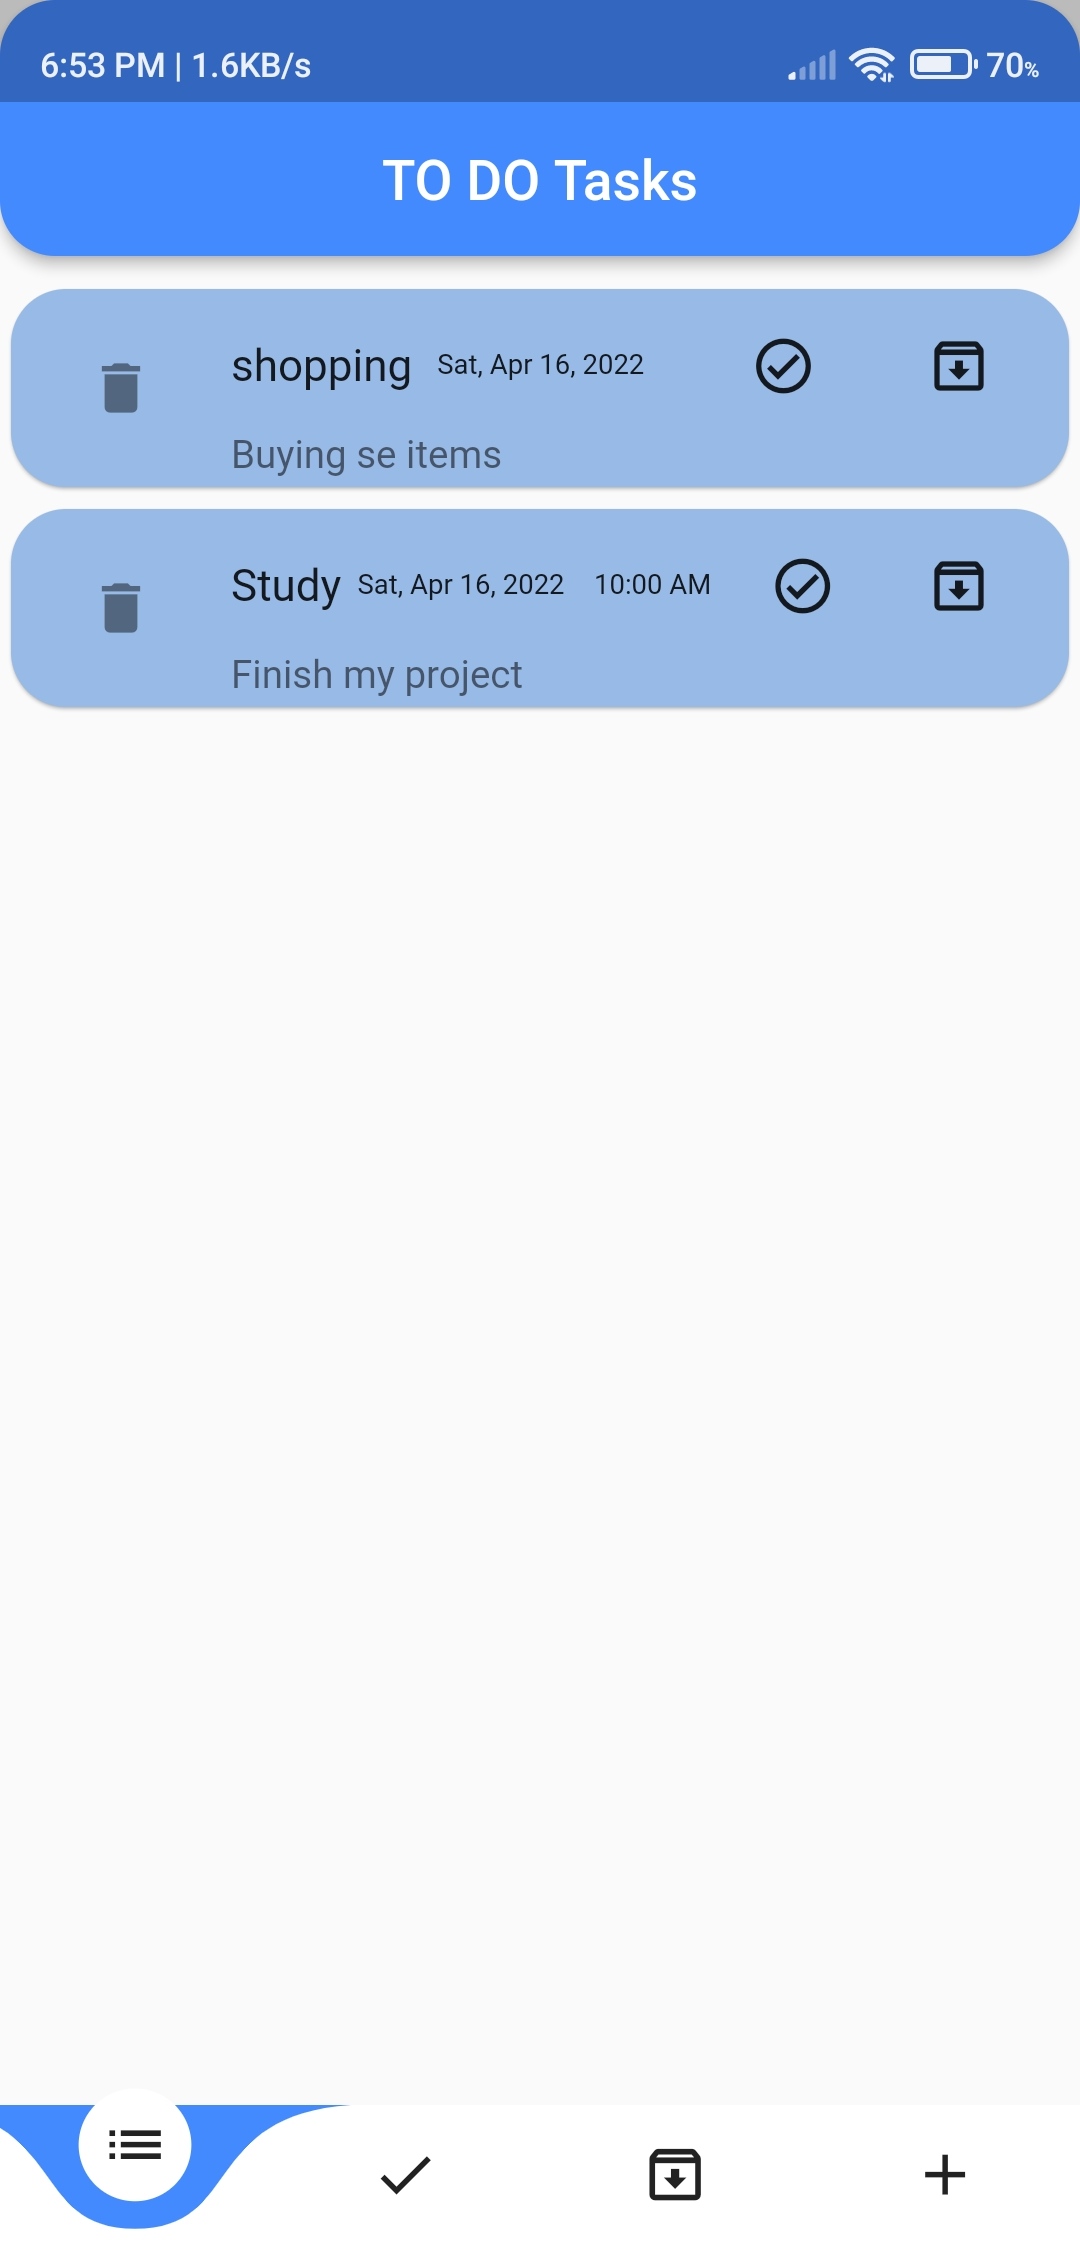 6:53 PM | 1.6KB/s 70%
TO DO Tasks
shopping Sat, Apr 16, 2022
Buying se items
Study Sat, Apr 16, 2022 10:00 AM
Finish my project